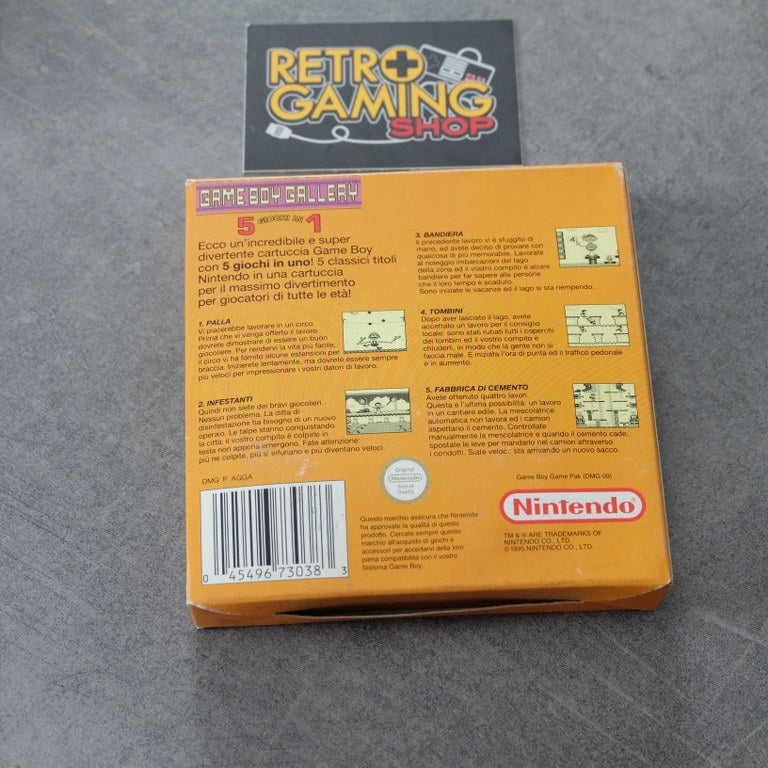 RETRO
GAMING
SHOP
GAME BOY GALLERY
5 GIOCHI IN 1
Ecco un'incredibile e super
divertente cartuccia Game Boy
con 5 giochi in uno! 5 classici titoli
Nintendo in una cartuccia
per il massimo divertimento
per giocatori di tutte le età!
1. PALLA
Vi piacerebbe lavorare in un circo.
Prima che vi venga offerto il lavoro
dovrete dimostrare di essere un buon
giocoliere. Per rendervi la vita più facile,
il circo vi ha fornito alcune estensioni per
braccia. Inizierete lentamente, ma dovrete essere sempre
più veloci per impressionare i vostri datori di lavoro.
2. INFESTANTI
Quindi non siete dei bravi giocolieri.
Nessun problema. La ditta di
disinfestazione ha bisogno di un nuovo
operaio. Le talpe stanno conquistando
la città: il vostro compito è colpirle in
testa non appena emergono. Fate attenzione:
più ne colpite, più si infuriano e più diventano veloci.
3. BANDIERA
Il precedente lavoro vi è sfuggito di
mano, ed avete deciso di provare con
qualcosa di più memorabile. Lavorate
al noleggio imbarcazioni del lago
della zona ed il vostro compito è alzare
bandiere per far sapere alle persone
che il loro tempo è scaduto.
Sono iniziate le vacanze ed il lago si sta riempendo.
4. TOMBINI
Dopo aver lasciato il lago, avete
accettato un lavoro per il consiglio
locale: sono stati rubati tutti i coperchi
dei tombini ed il vostro compito è
chiuderli, in modo che la gente non si
faccia male. È iniziata l'ora di punta ed il traffico pedonale
è in aumento.
5. FABBRICA DI CEMENTO
Avete ottenuto quattro lavori.
Questa è l'ultima possibilità: un lavoro
in un cantiere edile. La mescolatrice
automatica non lavora ed i camion
aspettano il cemento. Controllate
manualmente la mescolatrice e quando il cemento cade,
spostate le leve per mandarlo nel camion attraverso
i condotti. Siate veloci: sta arrivando un nuovo sacco.
DMG P AGGA
Original
Nintendo
Seal of
Quality
Game Boy Game Pak (DMG 09)
Nintendo
Questo marchio assicura che Nintendo
ha approvato la qualità di questo
prodotto. Cercate sempre questo
marchio all'acquisto di giochi e
accessori per accertarvi della loro
piena compatibilità con il vostro
Sistema Game Boy.
TM & ® ARE TRADEMARKS OF
NINTENDO CO., LTD.
©1995 NINTENDO CO., LTD.
0 45496 73038 3